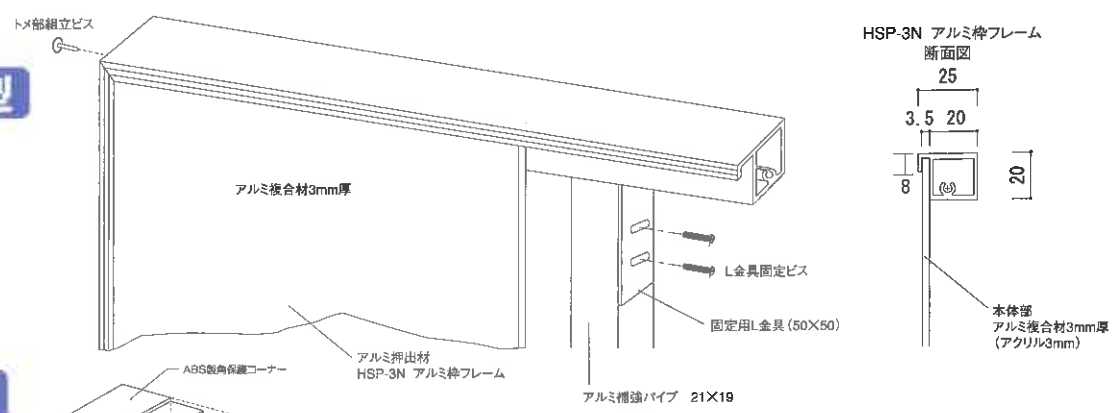 トメ部組立ビス
型
アルミ複合材3mm厚
L金具固定ビス
固定用L金具(50×50)
アルミ押出材
HSP-3N アルミ枠フレーム
アルミ補強パイプ 21×19
ABS製角保護コーナー
HSP-3N アルミ枠フレーム
断面図
25
3.5 20
8
20
本体部
アルミ複合材3mm厚
(アクリル3mm)